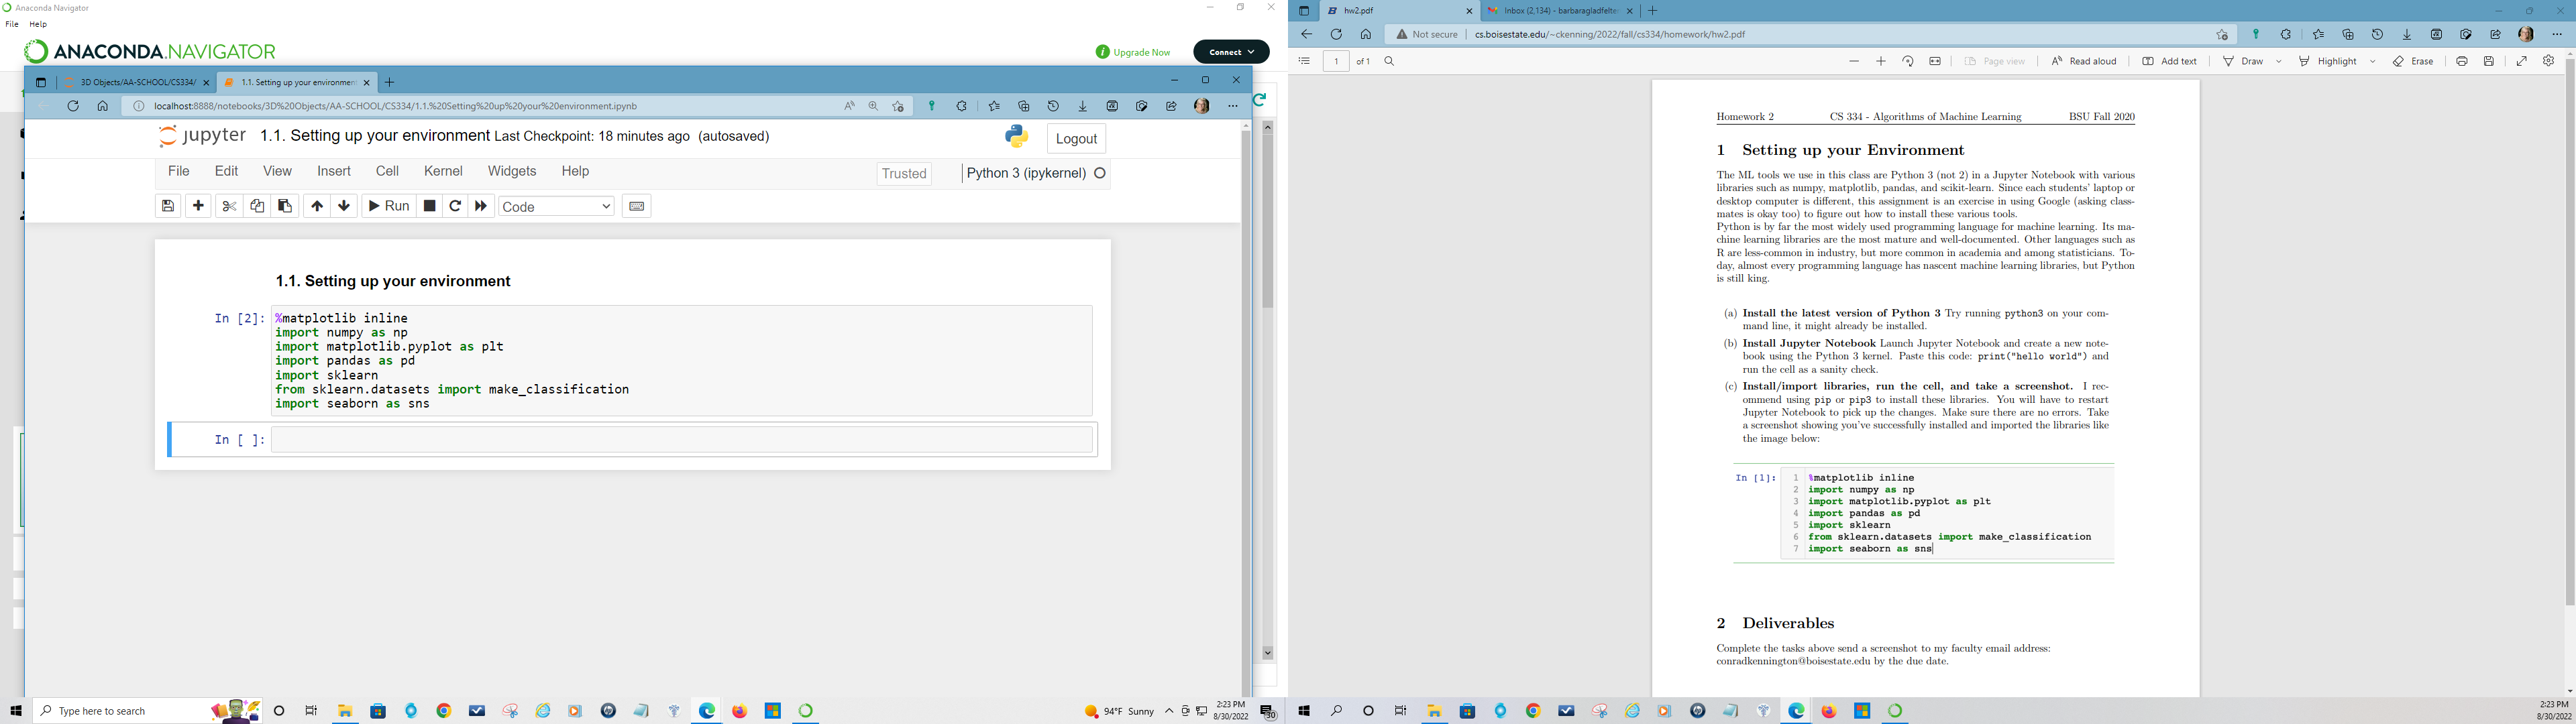 Anaconda Navigator
File Help
ANACONDA.NAVIGATOR
Upgrade Now
Connect
3D Objects/AA-SCHOOL/CS334/
1.1. Setting up your environment
localhost:8888/notebooks/3D%20Objects/AA-SCHOOL/CS334/1.1.%20Setting%20up%20your%20environment.ipynb
jupyter 1.1. Setting up your environment Last Checkpoint: 18 minutes ago (autosaved)
Logout
File Edit View Insert Cell Kernel Widgets Help
Trusted
Python 3 (ipykernel)
Run
Code
1.1. Setting up your environment
In [2]:
%matplotlib inline
import numpy as np
import matplotlib.pyplot as plt
import pandas as pd
import sklearn
from sklearn.datasets import make_classification
import seaborn as sns
In [ ]:
Type here to search
94°F Sunny
2:23 PM
8/30/2022
30
hw2.pdf
Inbox (2,134) - barbaragladfelte
Not secure cs.boisestate.edu/~ckenning/2022/fall/cs334/homework/hw2.pdf
1 of 1
Page view
Read aloud
Add text
Draw
Highlight
Erase
Homework 2 CS 334 - Algorithms of Machine Learning BSU Fall 2020
1 Setting up your Environment
The ML tools we use in this class are Python 3 (not 2) in a Jupyter Notebook with various
libraries such as numpy, matplotlib, pandas, and scikit-learn. Since each students' laptop or
desktop computer is different, this assignment is an exercise in using Google (asking class-
mates is okay too) to figure out how to install these various tools.
Python is by far the most widely used programming language for machine learning. Its ma-
chine learning libraries are the most mature and well-documented. Other languages such as
R are less-common in industry, but more common in academia and among statisticians. To-
day, almost every programming language has nascent machine learning libraries, but Python
is still king.
(a) Install the latest version of Python 3 Try running python3 on your com-
mand line, it might already be installed.
(b) Install Jupyter Notebook Launch Jupyter Notebook and create a new note-
book using the Python 3 kernel. Paste this code: print("hello world") and
run the cell as a sanity check.
(c) Install/import libraries, run the cell, and take a screenshot. I rec-
ommend using pip or pip3 to install these libraries. You will have to restart
Jupyter Notebook to pick up the changes. Make sure there are no errors. Take
a screenshot showing you've successfully installed and imported the libraries like
the image below:
In [1]:
1 %matplotlib inline
2 import numpy as np
3 import matplotlib.pyplot as plt
4 import pandas as pd
5 import sklearn
6 from sklearn.datasets import make_classification
7 import seaborn as sns
2 Deliverables
Complete the tasks above send a screenshot to my faculty email address:
conradkennington@boisestate.edu by the due date.
2:23 PM
8/30/2022